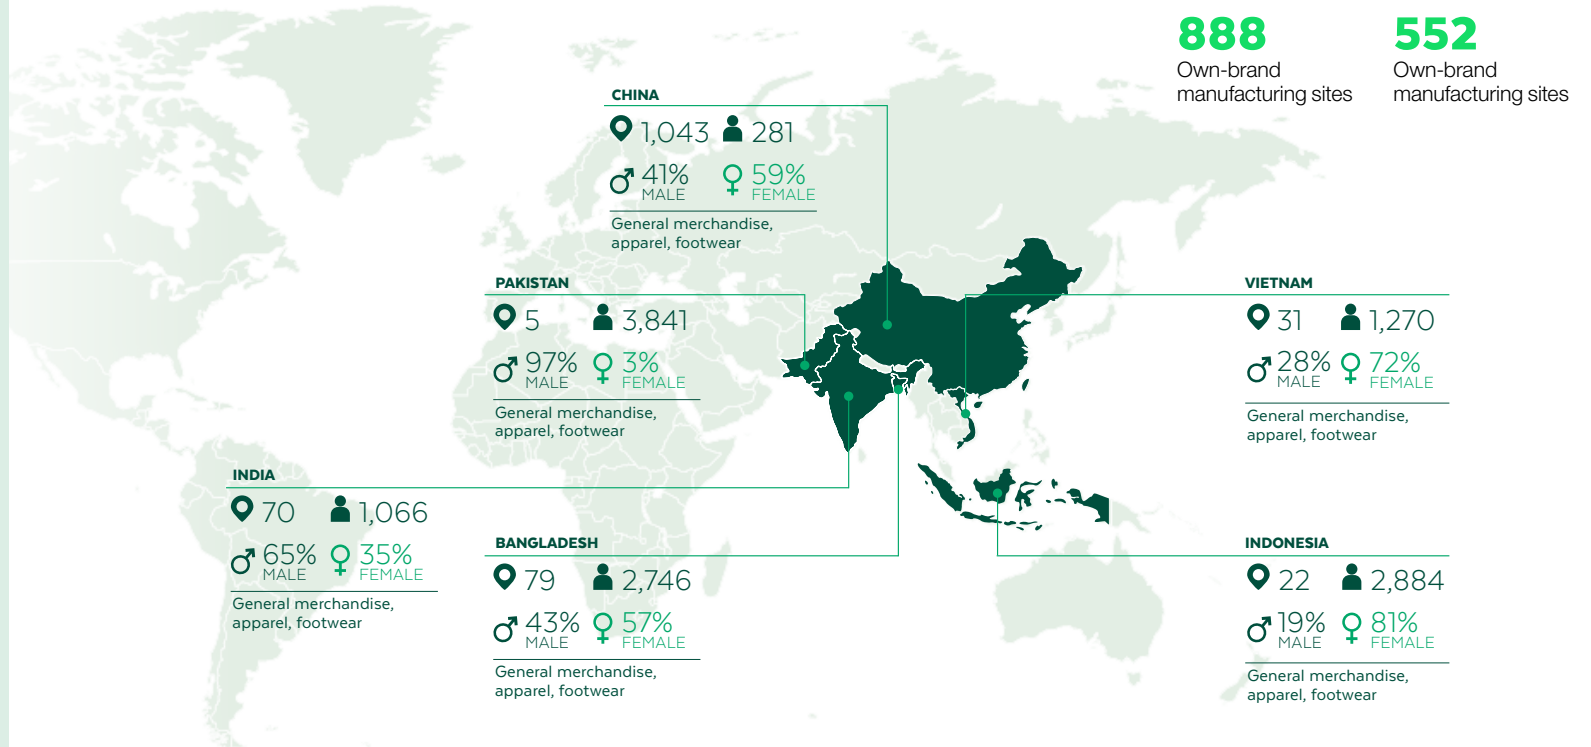 888
Own-brand
manufacturing sites
552
Own-brand
manufacturing sites
CHINA
1,043 281
41% 59%
MALE FEMALE
General merchandise,
apparel, footwear
PAKISTAN
5 3,841
97% 3%
MALE FEMALE
General merchandise,
apparel, footwear
VIETNAM
31 1,270
28% 72%
MALE FEMALE
General merchandise,
apparel, footwear
INDIA
70 1,066
65% 35%
MALE FEMALE
General merchandise,
apparel, footwear
BANGLADESH
79 2,746
43% 57%
MALE FEMALE
General merchandise,
apparel, footwear
INDONESIA
22 2,884
19% 81%
MALE FEMALE
General merchandise,
apparel, footwear